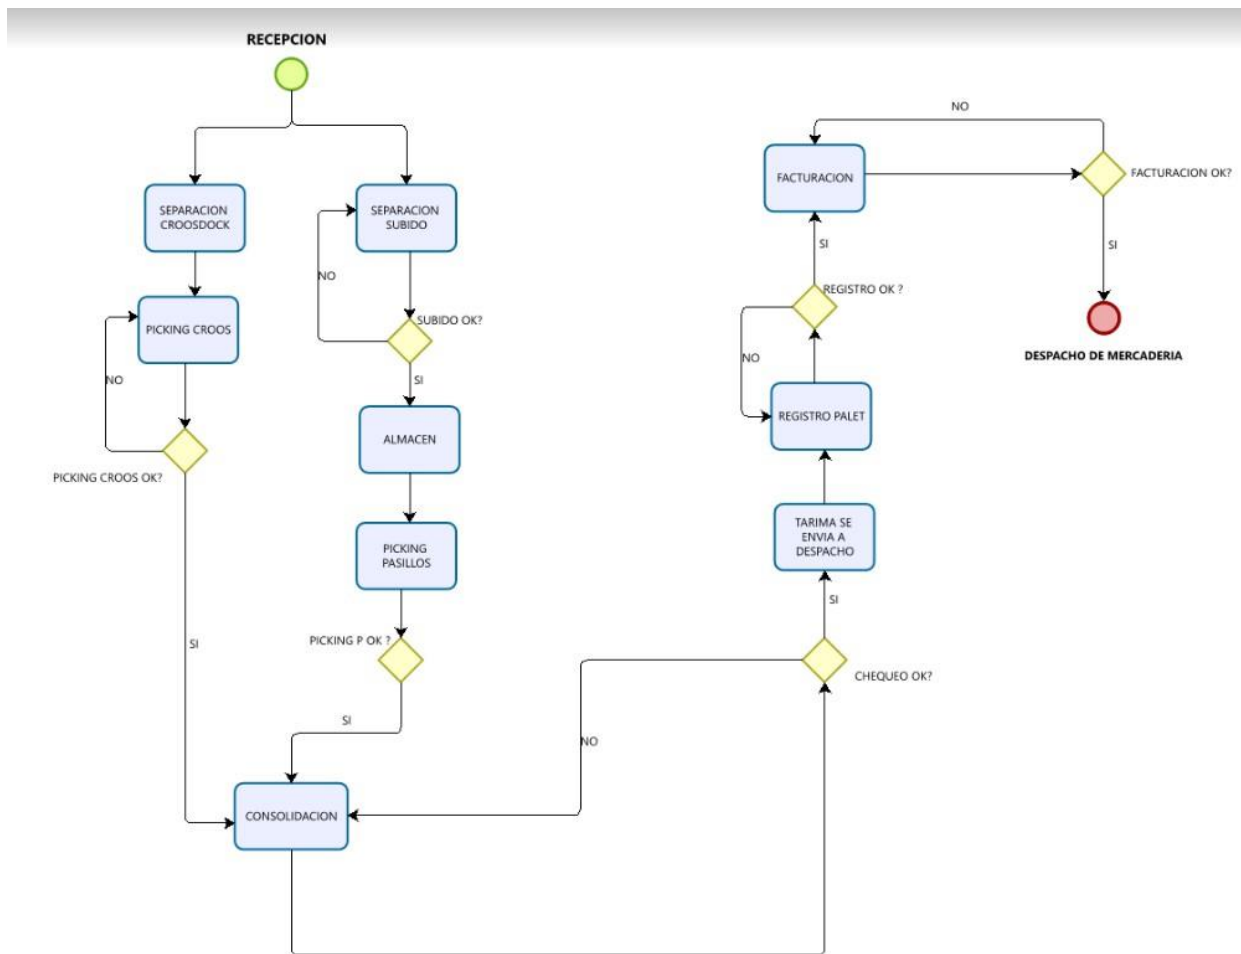 RECEPCION
SEPARACION
CROOSDOCK
PICKING CROOS
NO
PICKING CROOS OK?
SI
SEPARACION
SUBIDO
NO
SUBIDO OK?
SI
ALMACEN
PICKING
PASILLOS
PICKING P OK ?
SI
CONSOLIDACION
NO
CHEQUEO OK?
SI
TARIMA SE
ENVIA A
DESPACHO
REGISTRO PALET
NO
REGISTRO OK ?
SI
FACTURACION
NO
FACTURACION OK?
SI
DESPACHO DE MERCADERIA